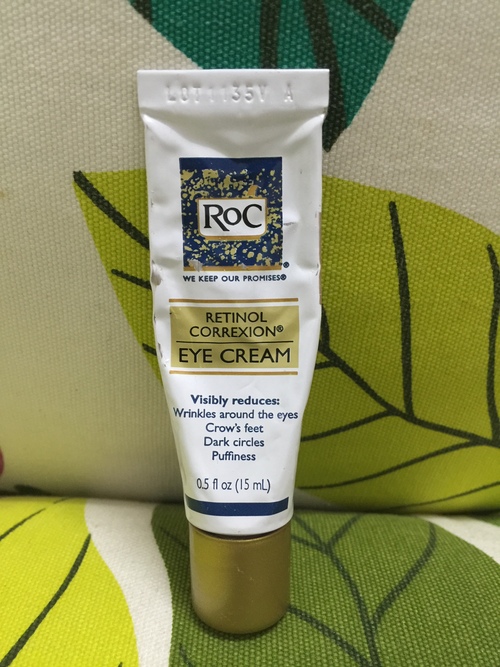 LOT1135V A
RoC
WE KEEP OUR PROMISES®
RETINOL
CORREXION®
EYE CREAM
Visibly reduces:
Wrinkles around the eyes
Crow's feet
Dark circles
Puffiness
0.5 fl oz (15 mL)